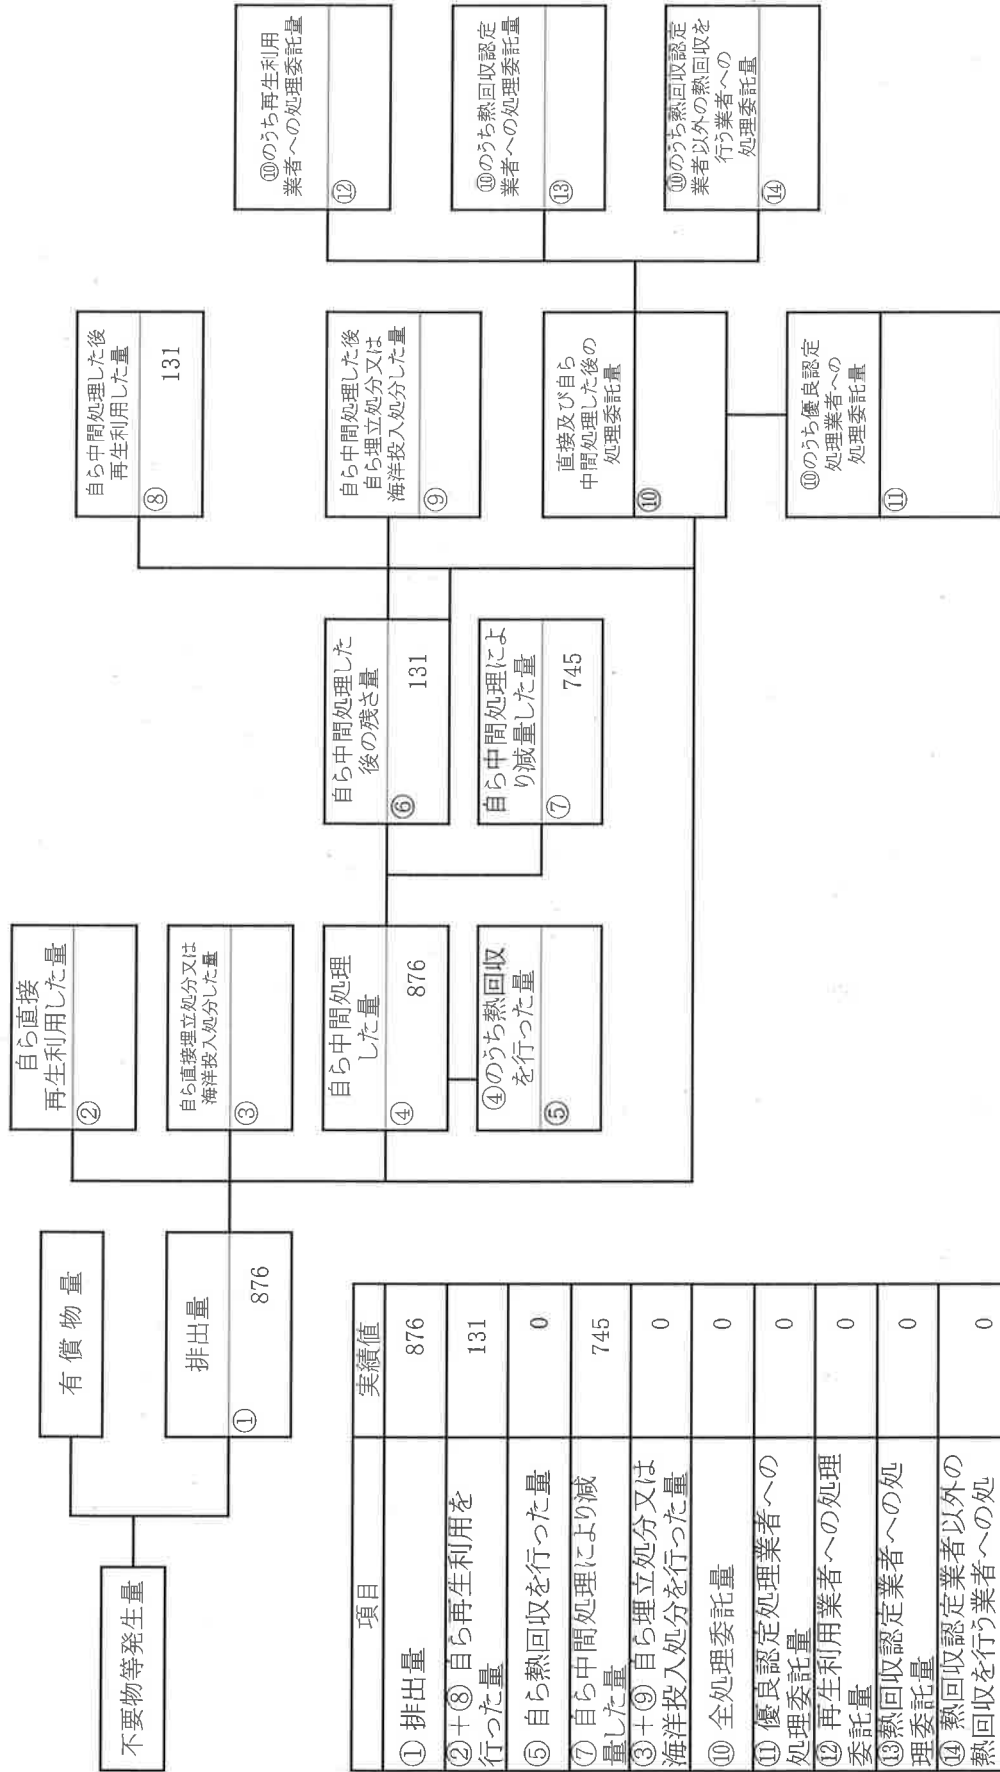 不要物等発生量
有償物量
排出量
①
876
自ら直接
再生利用した量
②
自ら直接埋立処分又は
海洋投入処分した量
③
自ら中間処理
した量
④
876
④のうち熱回収
を行った量
⑤
自ら中間処理した
後の残さ量
⑥
131
自ら中間処理によ
り減量した量
⑦
745
自ら中間処理した後
再生利用した量
⑧
131
自ら中間処理した後
自ら埋立処分又は
海洋投入処分した量
⑨
直接及び自ら
中間処理した後の
処理委託量
⑩
⑩のうち優良認定
処理業者への
処理委託量
⑪
⑩のうち再生利用
業者への処理委託量
⑫
⑩のうち熱回収認定
業者への処理委託量
⑬
⑩のうち熱回収認定
業者以外の熱回収を
行う業者への
処理委託量
⑭
項目
実績値
① 排出量
876
②+⑧ 自ら再生利用を
行った量
131
⑤ 自ら熱回収を行った量
0
⑦ 自ら中間処理により減
量した量
745
③+⑨ 自ら埋立処分又は
海洋投入処分を行った量
0
⑩ 全処理委託量
0
⑪ 優良認定処理業者への
処理委託量
0
⑫ 再生利用業者への処理
委託量
0
⑬熱回収認定業者への処
理委託量
0
⑭ 熱回収認定業者以外の
熱回収を行う業者への処
0